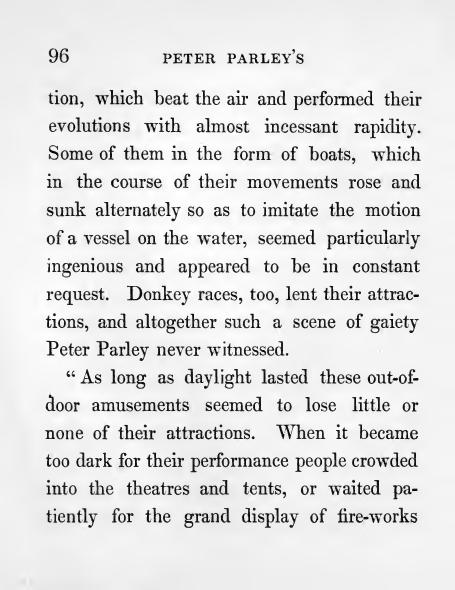 96 PETER PARLEY'S
tion, which beat the air and performed their
evolutions with almost incessant rapidity.
Some of them in the form of boats, which
in the course of their movements rose and
sunk alternately so as to imitate the motion
of a vessel on the water, seemed particularly
ingenious and appeared to be in constant
request. Donkey races, too, lent their attrac-
tions, and altogether such a scene of gaiety
Peter Parley never witnessed.
“ As long as daylight lasted these out-of-
door amusements seemed to lose little or
none of their attractions. When it became
too dark for their performance people crowded
into the theatres and tents, or waited pa-
tiently for the grand display of fire-works